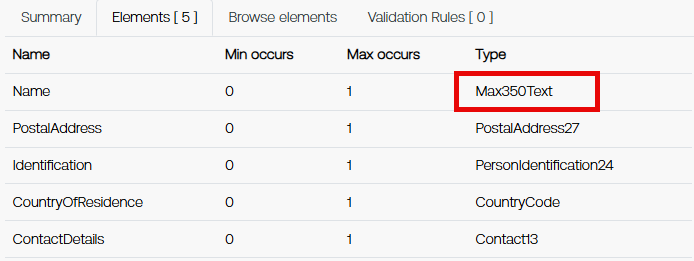 Summary Elements [ 5 ] Browse elements Validation Rules [ 0 ]
Name Min occurs Max occurs Type
Name 0 1 Max350Text
PostalAddress 0 1 PostalAddress27
Identification 0 1 PersonIdentification24
CountryOfResidence 0 1 CountryCode
ContactDetails 0 1 Contact13